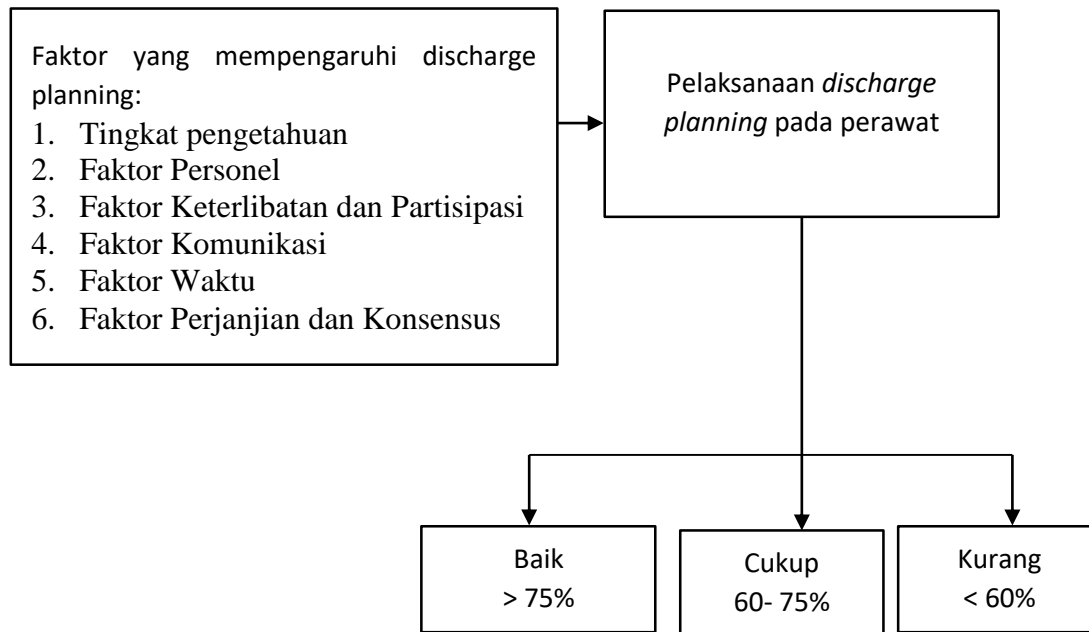 Faktor yang mempengaruhi discharge
planning:
1. Tingkat pengetahuan
2. Faktor Personel
3. Faktor Keterlibatan dan Partisipasi
4. Faktor Komunikasi
5. Faktor Waktu
6. Faktor Perjanjian dan Konsensus
Pelaksanaan discharge
planning pada perawat
Baik
> 75%
Cukup
60- 75%
Kurang
< 60%